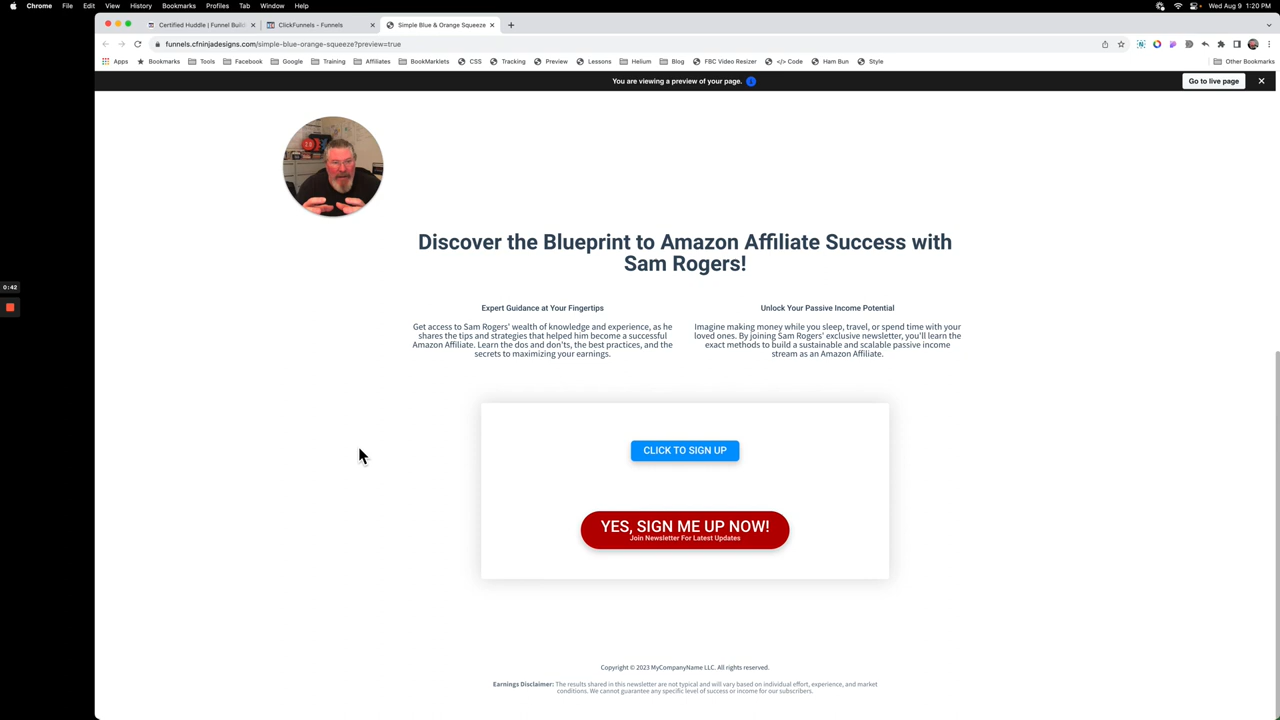 Chrome File Edit View History Bookmarks Profiles Tab Window Help
Wed Aug 9 1:20 PM
Certified Huddle | Funnel Build
ClickFunnels - Funnels
Simple Blue & Orange Squeeze
funnels.cfninjadesigns.com/simple-blue-orange-squeeze?preview=true
Apps Bookmarks Tools Facebook Google Training Affiliates BookMarklets CSS Tracking Preview Lessons Helium Blog FBC Video Resizer </> Code Ham Bun Style Other Bookmarks
You are viewing a preview of your page.
Go to live page
Discover the Blueprint to Amazon Affiliate Success with
Sam Rogers!
0:42
Expert Guidance at Your Fingertips
Get access to Sam Rogers' wealth of knowledge and experience, as he
shares the tips and strategies that helped him become a successful
Amazon Affiliate. Learn the dos and don'ts, the best practices, and the
secrets to maximizing your earnings.
Unlock Your Passive Income Potential
Imagine making money while you sleep, travel, or spend time with your
loved ones. By joining Sam Rogers' exclusive newsletter, you'll learn the
exact methods to build a sustainable and scalable passive income
stream as an Amazon Affiliate.
CLICK TO SIGN UP
YES, SIGN ME UP NOW!
Join Newsletter For Latest Updates
Copyright © 2023 MyCompanyName LLC. All rights reserved.
Earnings Disclaimer: The results shared in this newsletter are not typical and will vary based on individual effort, experience, and market
conditions. We cannot guarantee any specific level of success or income for our subscribers.